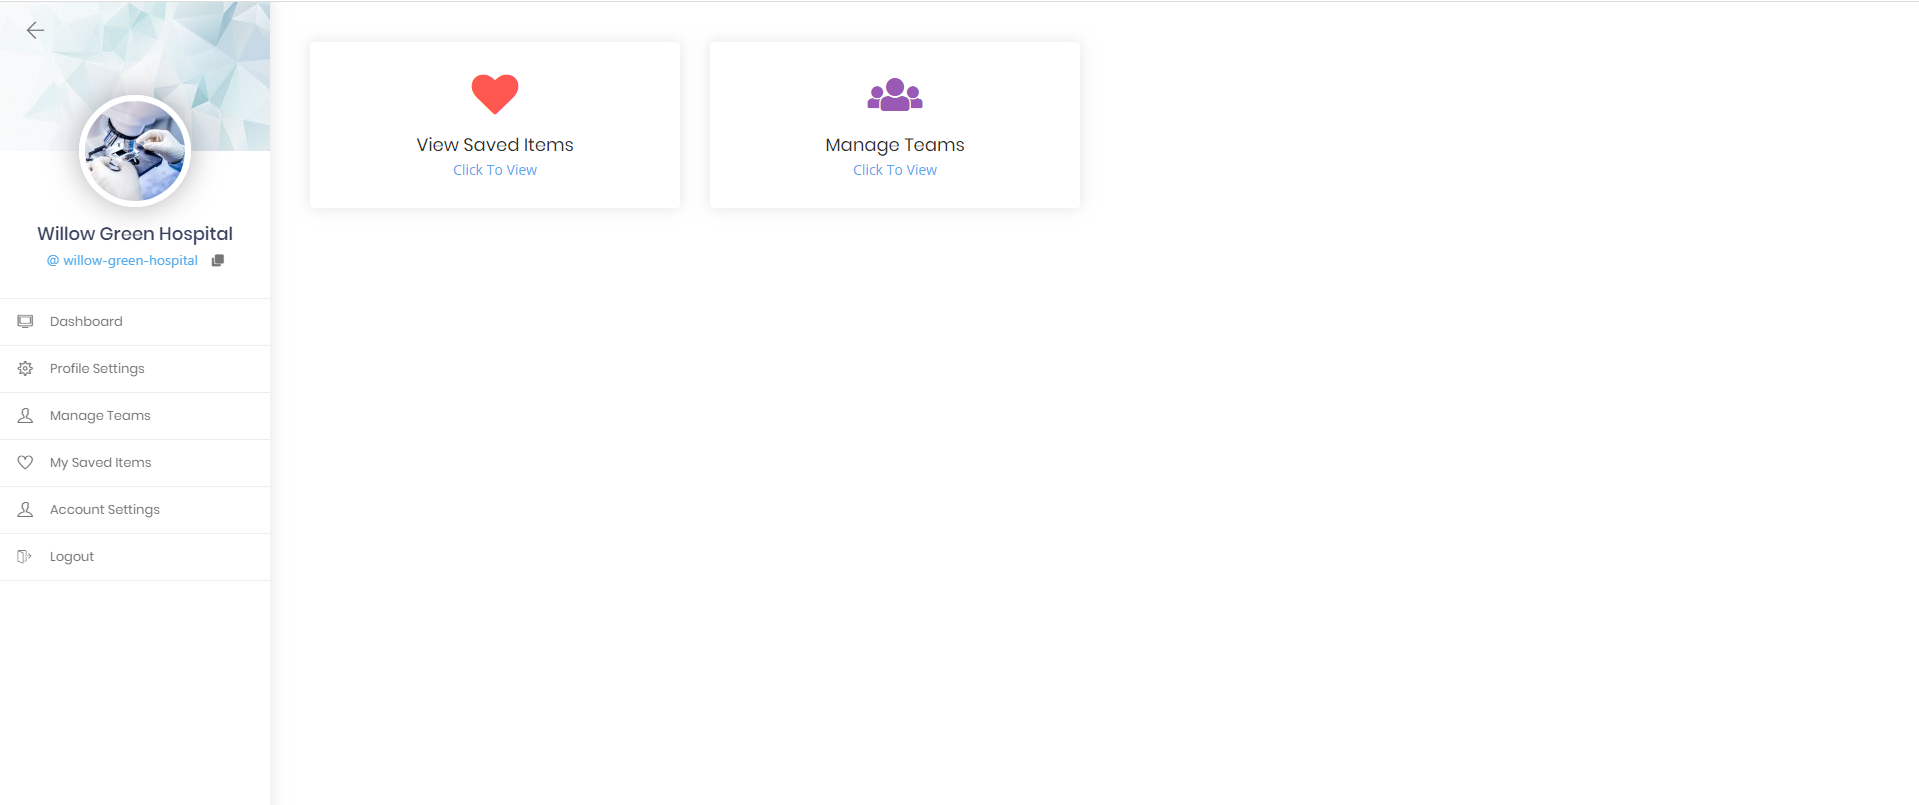 Willow Green Hospital
@ willow-green-hospital
Dashboard
Profile Settings
Manage Teams
My Saved Items
Account Settings
Logout
View Saved Items
Click To View
Manage Teams
Click To View